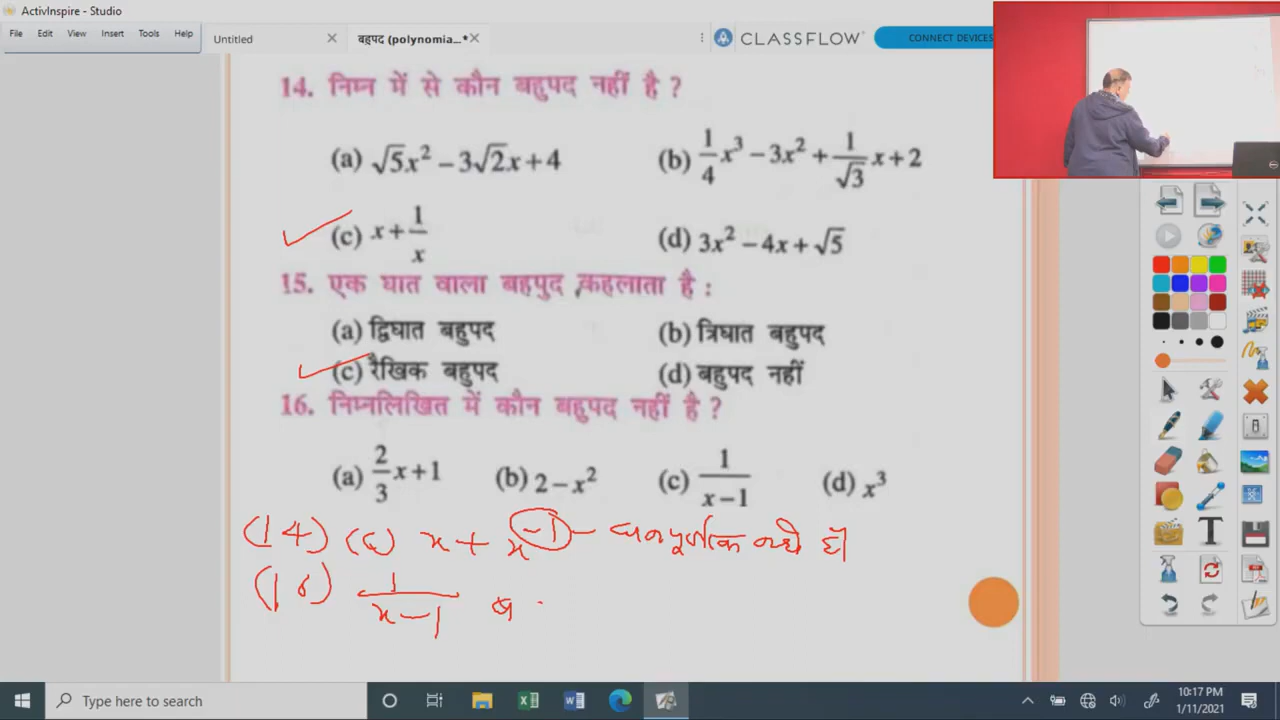 ActivInspire - Studio
File Edit View Insert Tools Help
Untitled
बहुपद (polynomia...*
CLASSFLOW
CONNECT DEVICES
14. निम्न में से कौन बहुपद नहीं है ?
(a) √5x² – 3√2x + 4 (b) 1/4 x³ – 3x² + 1/√3 x + 2
(c) x + 1/x (d) 3x² – 4x + √5
15. एक घात वाला बहुपद कहलाता है :
(a) द्विघात बहुपद (b) त्रिघात बहुपद
(c) रैखिक बहुपद (d) बहुपद नहीं
16. निम्नलिखित में कौन बहुपद नहीं है ?
(a) 2/3 x + 1 (b) 2 – x² (c) 1/(x – 1) (d) x³
(14) (c) x + x⁻¹ – धनपूर्णांक
(16) 1/(x – 1) ब
Type here to search
10:17 PM
1/11/2021